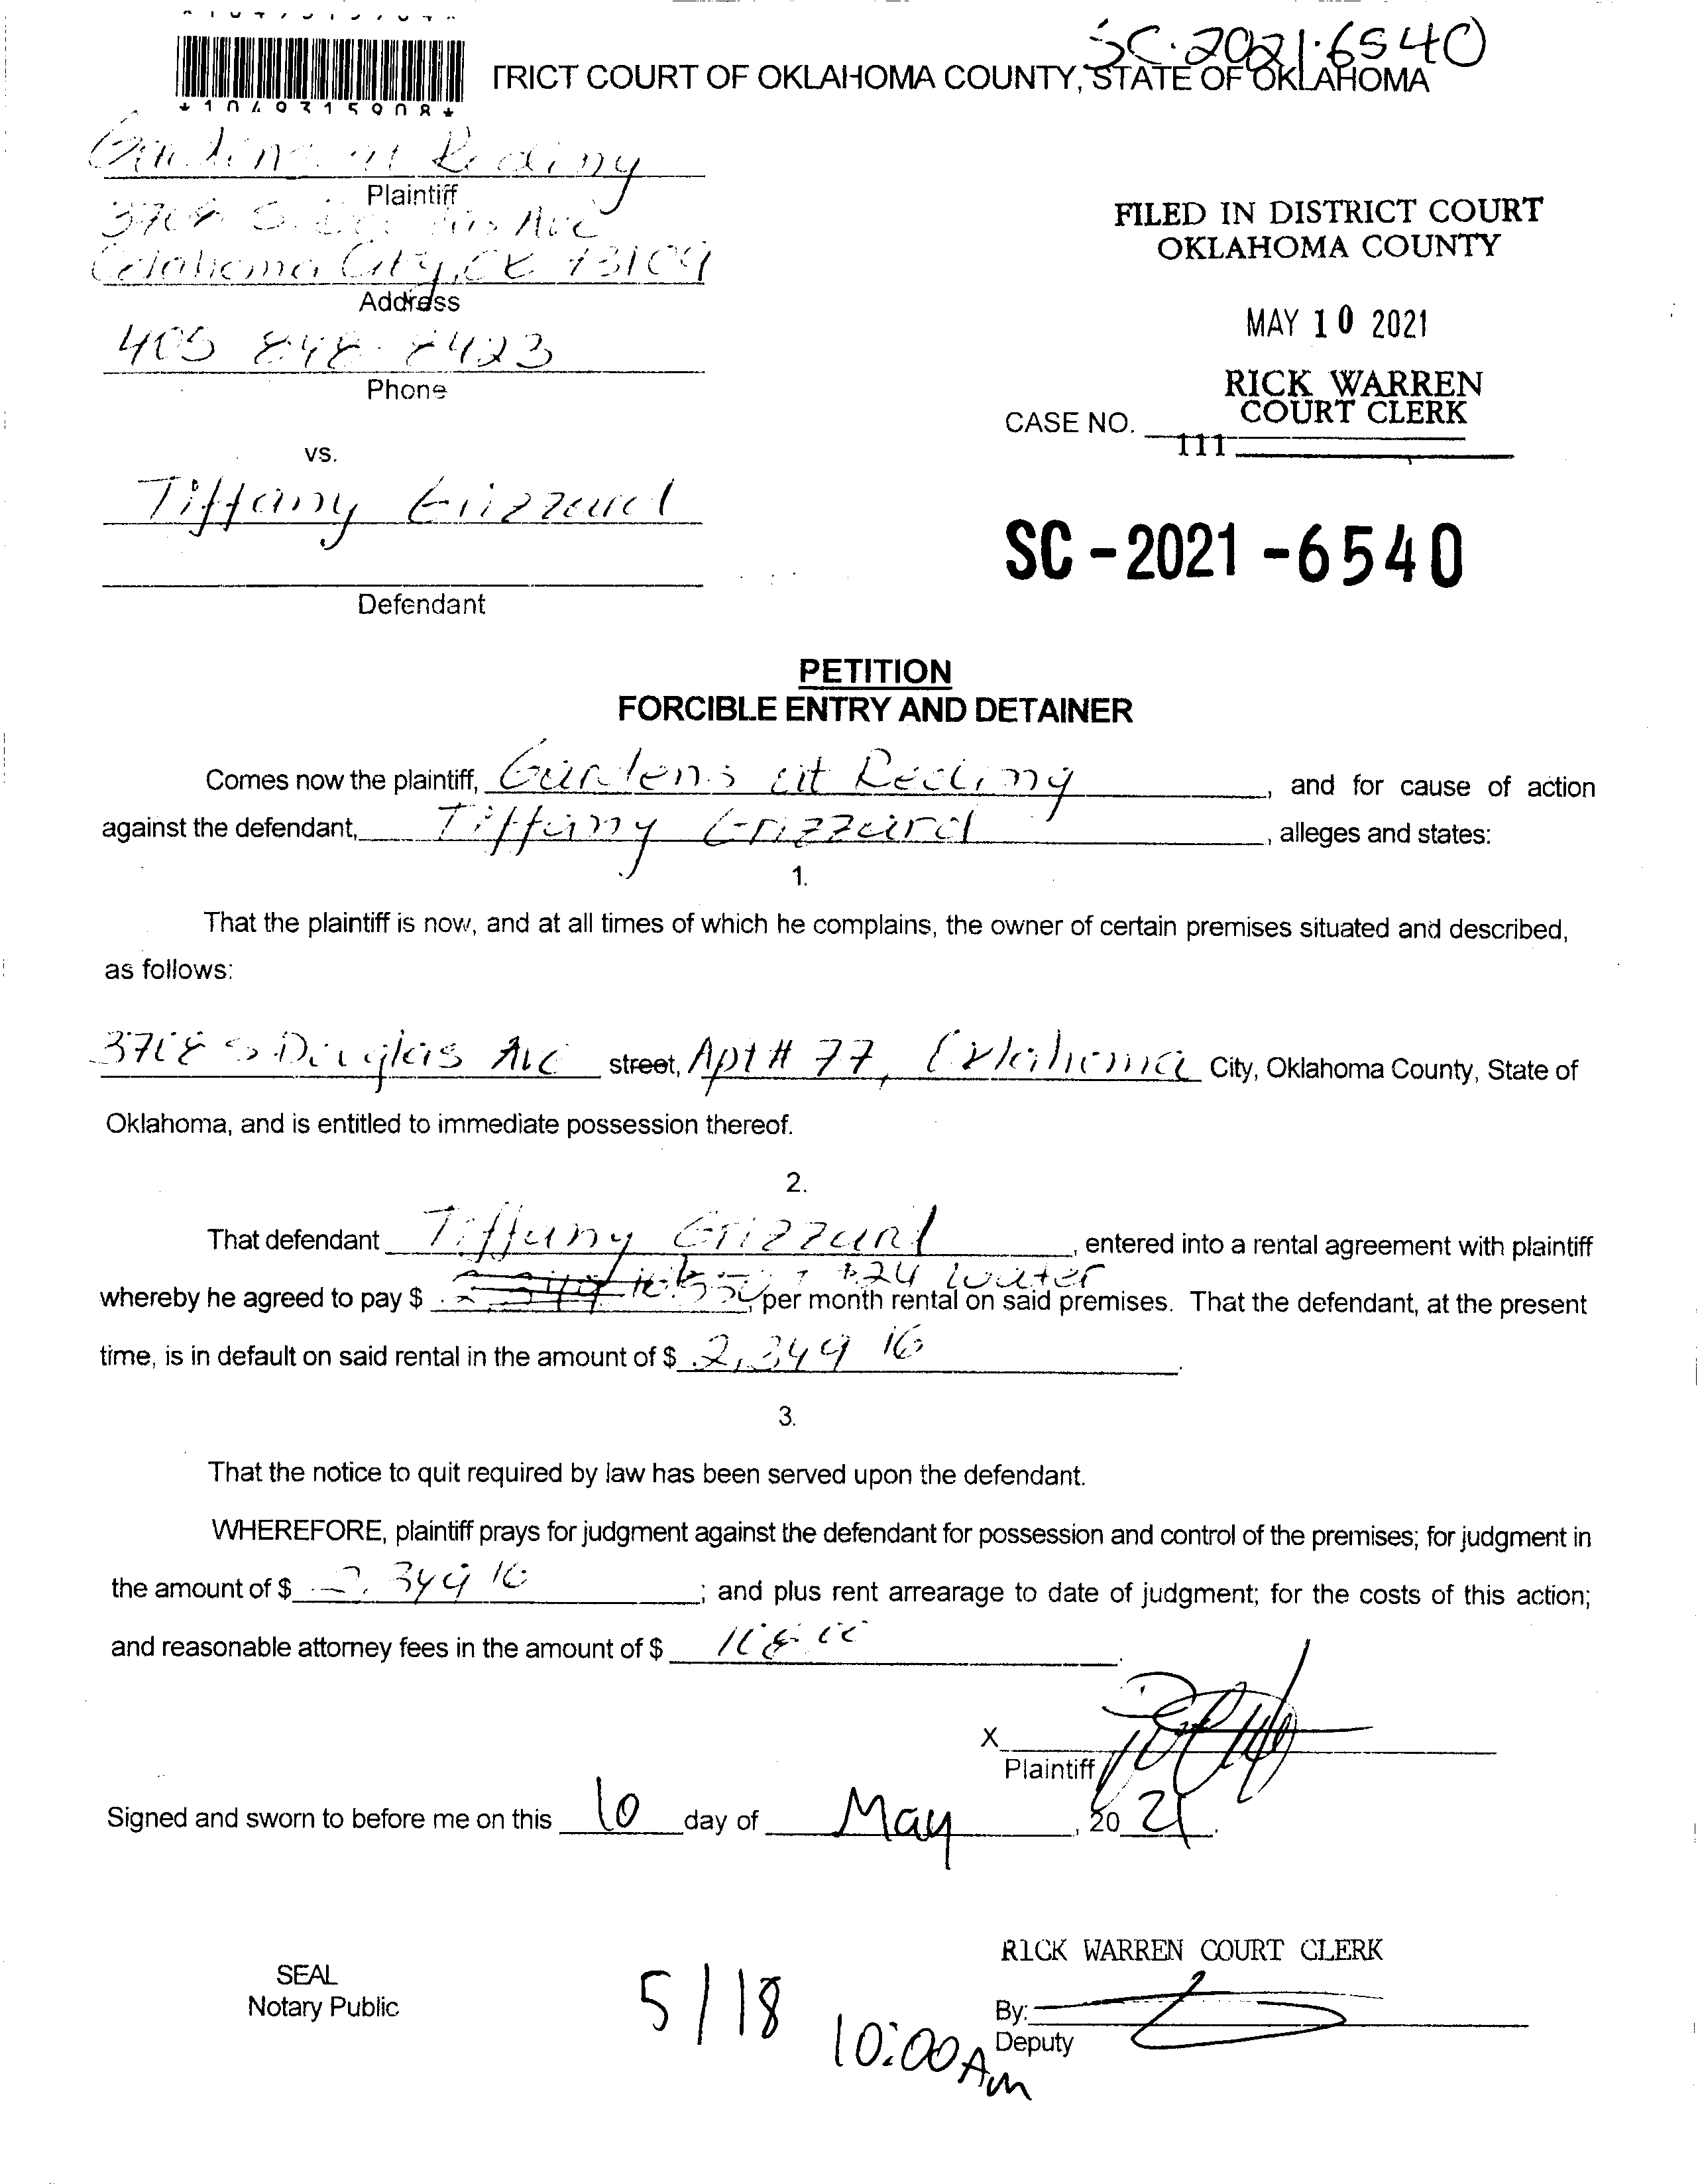 SC-2021-6540
TRICT COURT OF OKLAHOMA COUNTY, STATE OF OKLAHOMA
*1049315908*
Gardens at Reding
Plaintiff
3708 S. Douglas Ave
Oklahoma City, OK 73109
Address
405 848-8423
Phone
FILED IN DISTRICT COURT
OKLAHOMA COUNTY
MAY 10 2021
RICK WARREN
COURT CLERK
CASE NO.
111
vs.
Tiffany Grizzard
Defendant
SC-2021-6540
PETITION
FORCIBLE ENTRY AND DETAINER
Comes now the plaintiff, Gardens at Reding, and for cause of action
against the defendant, Tiffany Grizzard, alleges and states:
1.
That the plaintiff is now, and at all times of which he complains, the owner of certain premises situated and described,
as follows:
3708 S Douglas Ave street, Apt # 77, Oklahoma City, Oklahoma County, State of
Oklahoma, and is entitled to immediate possession thereof.
2.
That defendant Tiffany Grizzard, entered into a rental agreement with plaintiff
$24 water
whereby he agreed to pay $ per month rental on said premises. That the defendant, at the present
time, is in default on said rental in the amount of $ 2,349 16.
3.
That the notice to quit required by law has been served upon the defendant.
WHEREFORE, plaintiff prays for judgment against the defendant for possession and control of the premises; for judgment in
the amount of $ 2,349 16; and plus rent arrearage to date of judgment; for the costs of this action;
and reasonable attorney fees in the amount of $
X
Plaintiff
Signed and sworn to before me on this 10 day of May, 2021.
RICK WARREN COURT CLERK
SEAL
Notary Public
5/18
10:00 Am
By:
Deputy